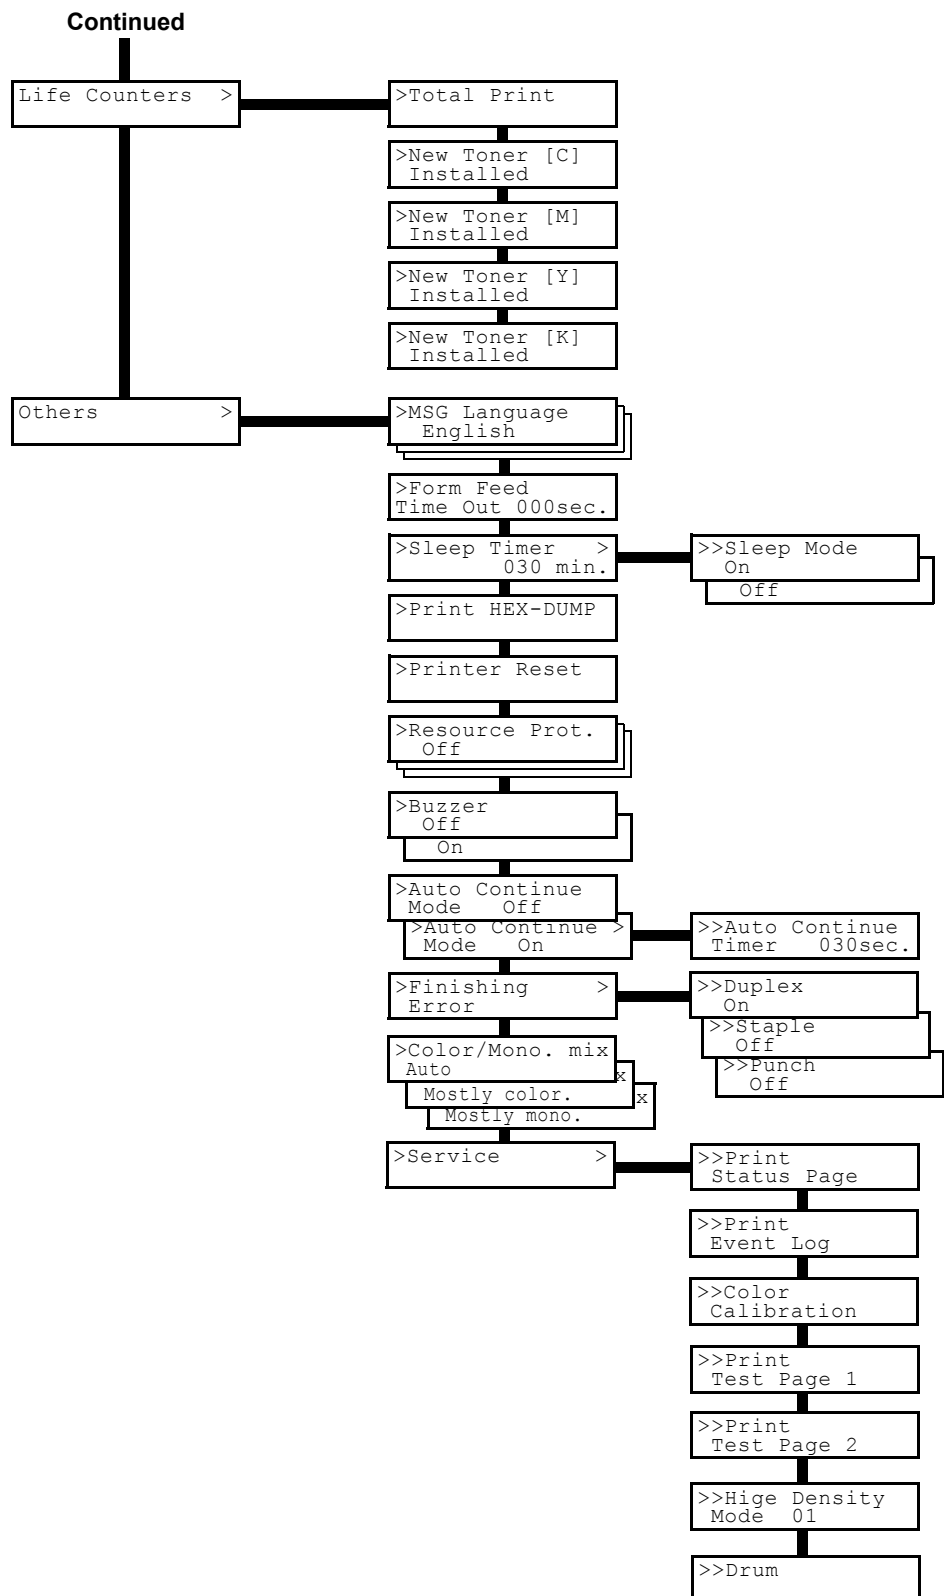 Continued
Life Counters >
>Total Print
>New Toner [C]
Installed
>New Toner [M]
Installed
>New Toner [Y]
Installed
>New Toner [K]
Installed
Others >
>MSG Language
English
>Form Feed
Time Out 000sec.
>Sleep Timer >
030 min.
>>Sleep Mode
On
Off
>Print HEX-DUMP
>Printer Reset
>Resource Prot.
Off
>Buzzer
Off
On
>Auto Continue
Mode Off
>Auto Continue >
Mode On
>>Auto Continue
Timer 030sec.
>Finishing >
Error
>>Duplex
On
>>Staple
Off
>>Punch
Off
>Color/Mono. mix
Auto
x
Mostly color.
x
Mostly mono.
>Service >
>>Print
Status Page
>>Print
Event Log
>>Color
Calibration
>>Print
Test Page 1
>>Print
Test Page 2
>>Hige Density
Mode 01
>>Drum